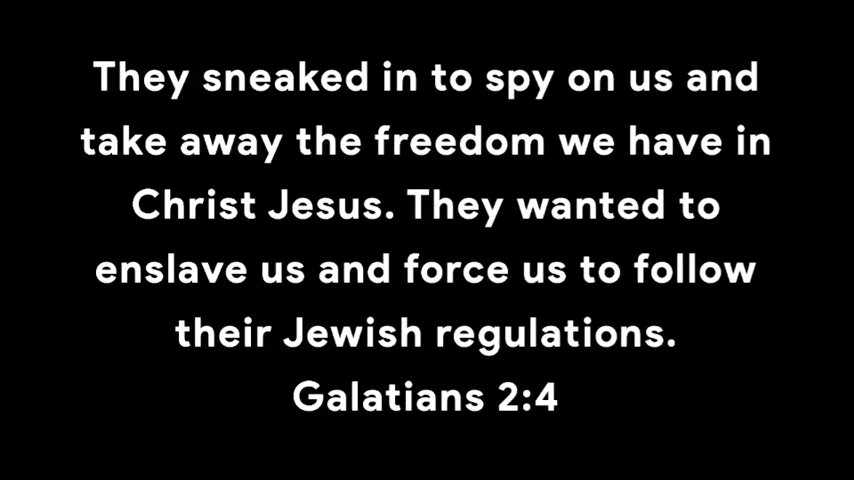 They sneaked in to spy on us and
take away the freedom we have in
Christ Jesus. They wanted to
enslave us and force us to follow
their Jewish regulations.
Galatians 2:4